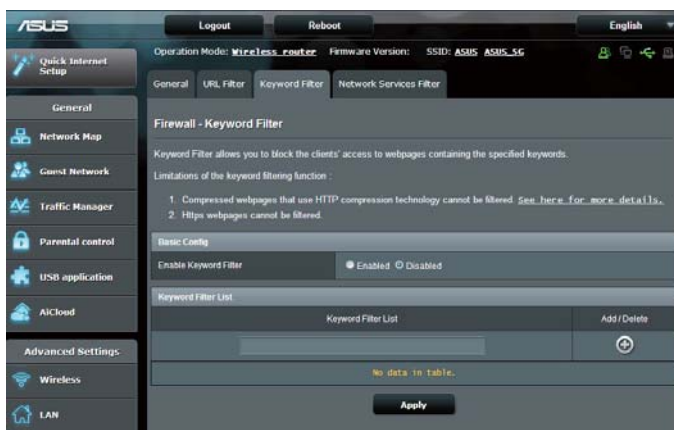 ASUS
Logout
Reboot
English
Quick Internet Setup
Operation Mode: Wireless router Firmware Version: SSID: ASUS ASUS_5G
General
URL Filter
Keyword Filter
Network Services Filter
General
Network Map
Guest Network
Traffic Manager
Parental control
USB application
AiCloud
Advanced Settings
Wireless
LAN
Firewall - Keyword Filter
Keyword Filter allows you to block the clients' access to webpages containing the specified keywords.
Limitations of the keyword filtering function :
1. Compressed webpages that use HTTP compression technology cannot be filtered. See here for more details.
2. Https webpages cannot be filtered.
Basic Config
Enable Keyword Filter
Enabled Disabled
Keyword Filter List
Keyword Filter List
Add / Delete
No data in table.
Apply